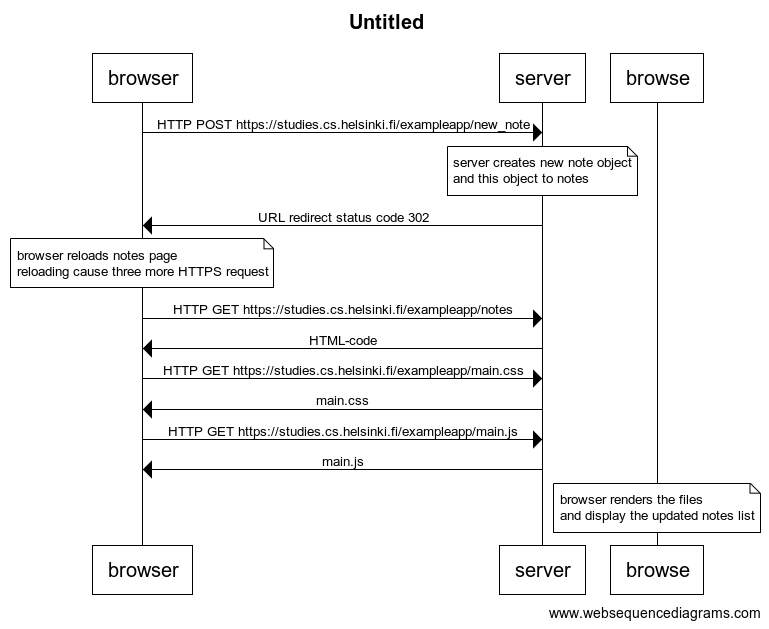 Untitled
browser
server
browse
HTTP POST https://studies.cs.helsinki.fi/exampleapp/new_note
server creates new note object
and this object to notes
URL redirect status code 302
browser reloads notes page
reloading cause three more HTTPS request
HTTP GET https://studies.cs.helsinki.fi/exampleapp/notes
HTML-code
HTTP GET https://studies.cs.helsinki.fi/exampleapp/main.css
main.css
HTTP GET https://studies.cs.helsinki.fi/exampleapp/main.js
main.js
browser renders the files
and display the updated notes list
browser
server
browse
www.websequencediagrams.com